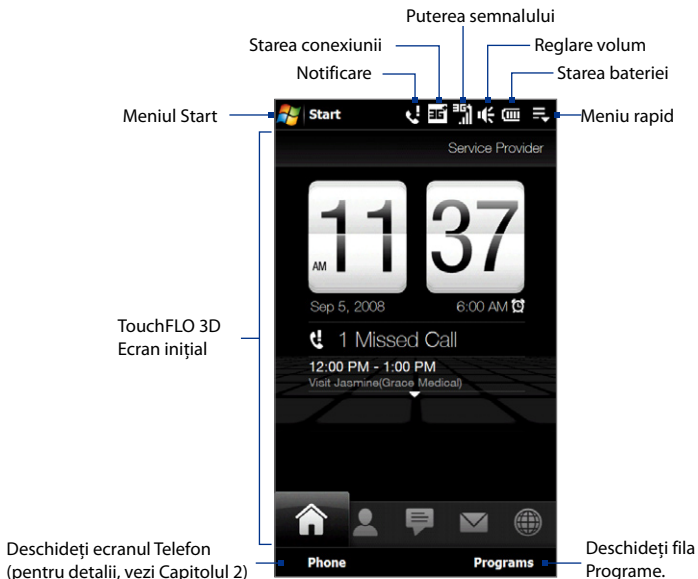 Puterea semnalului
Starea conexiunii
Reglare volum
Notificare
Starea bateriei
Meniul Start
Start
3G
3G
Meniu rapid
Service Provider
AM
11
37
Sep 5, 2008
6:00 AM
TouchFLO 3D
Ecran inițial
1 Missed Call
12:00 PM - 1:00 PM
Visit Jasmine(Grace Medical)
Deschideți ecranul Telefon
(pentru detalii, vezi Capitolul 2)
Phone
Programs
Deschideți fila
Programe.